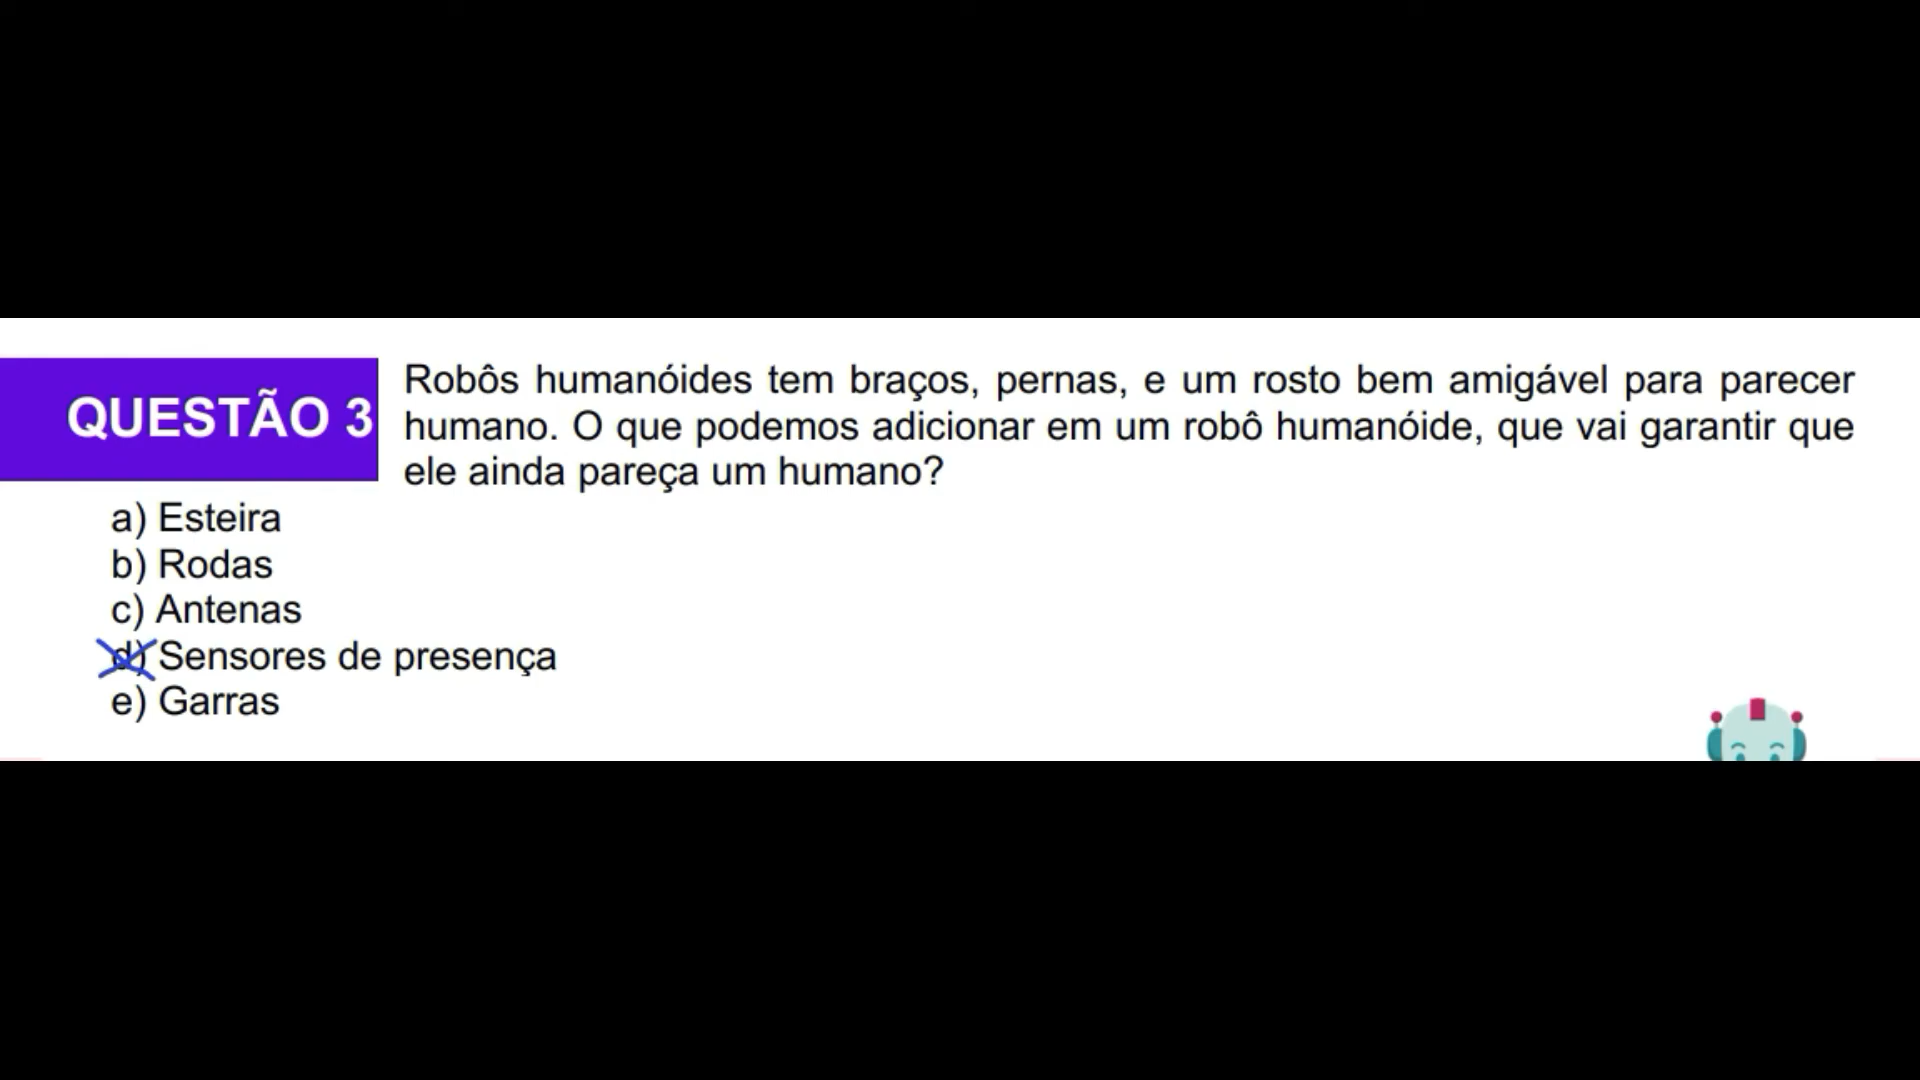 QUESTÃO 3
Robôs humanóides tem braços, pernas, e um rosto bem amigável para parecer
humano. O que podemos adicionar em um robô humanóide, que vai garantir que
ele ainda pareça um humano?
a) Esteira
b) Rodas
c) Antenas
d) Sensores de presença
e) Garras